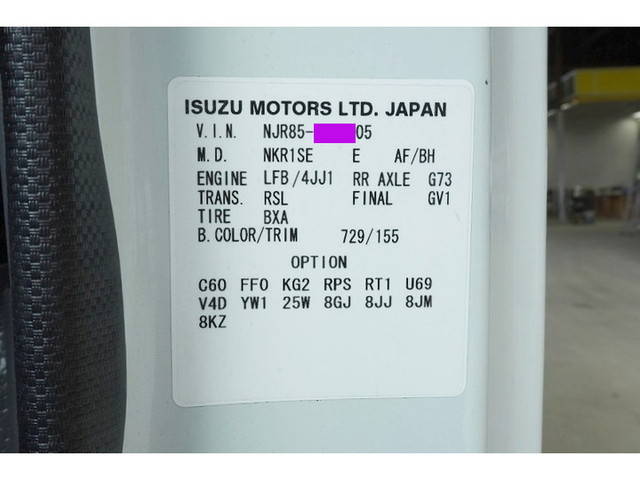 ISUZU MOTORS LTD. JAPAN
V.I.N. NJR85- 05
M.D. NKR1SE E AF/BH
ENGINE LFB/4JJ1 RR AXLE G73
TRANS. RSL FINAL GV1
TIRE BXA
B.COLOR/TRIM 729/155
OPTION
C60 FFO KG2 RPS RT1 U69
V4D YW1 25W 8GJ 8JJ 8JM
8KZ